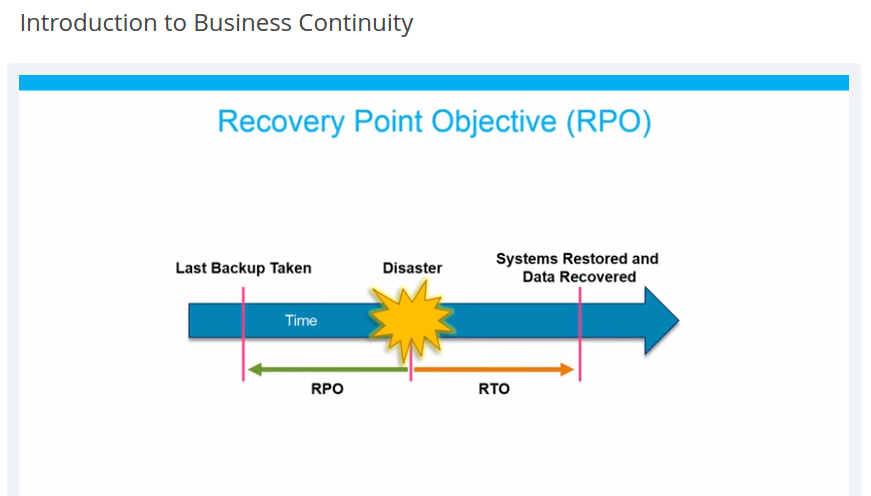 Introduction to Business Continuity
Recovery Point Objective (RPO)
Last Backup Taken
Disaster
Systems Restored and
Data Recovered
Time
RPO
RTO